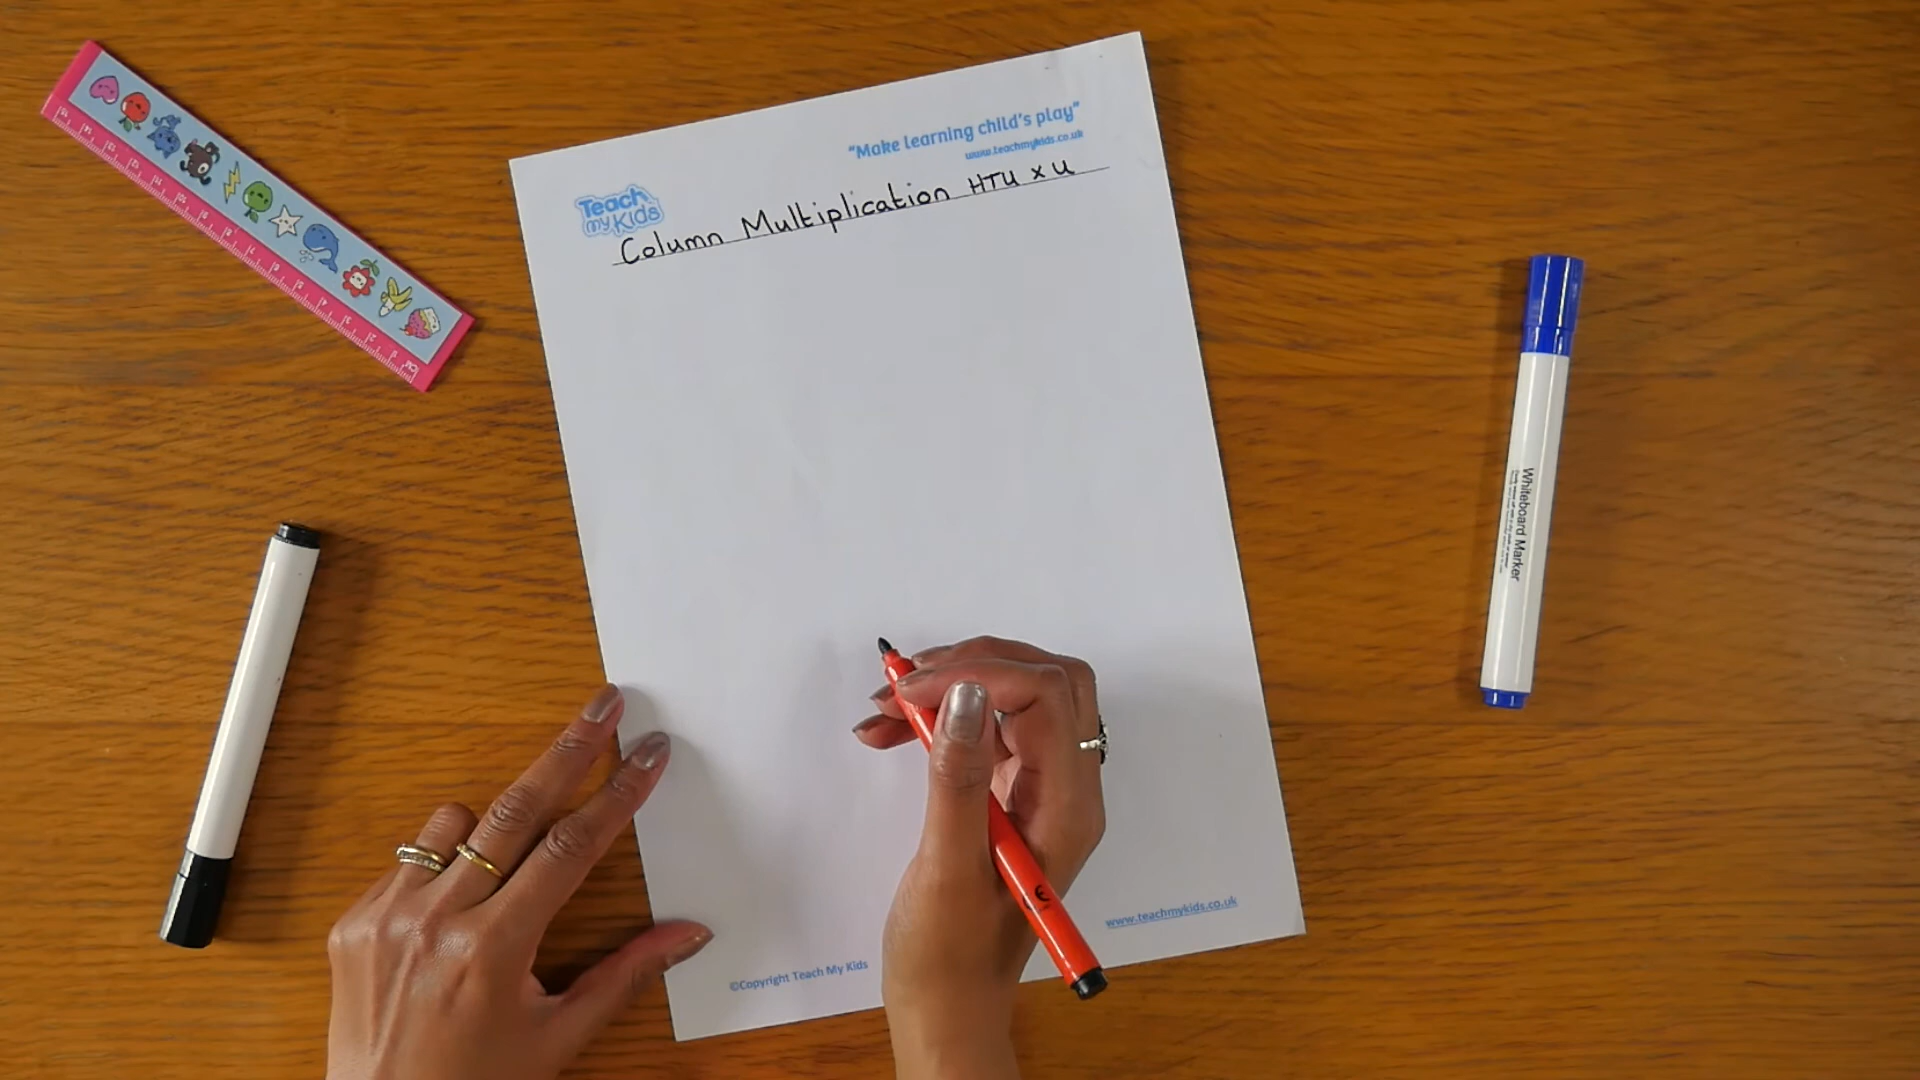 "Make learning child's play"
www.teachmykids.co.uk
Teach
my Kids
Column Multiplication HTU x U
Whiteboard Marker
www.teachmykids.co.uk
©Copyright Teach My Kids